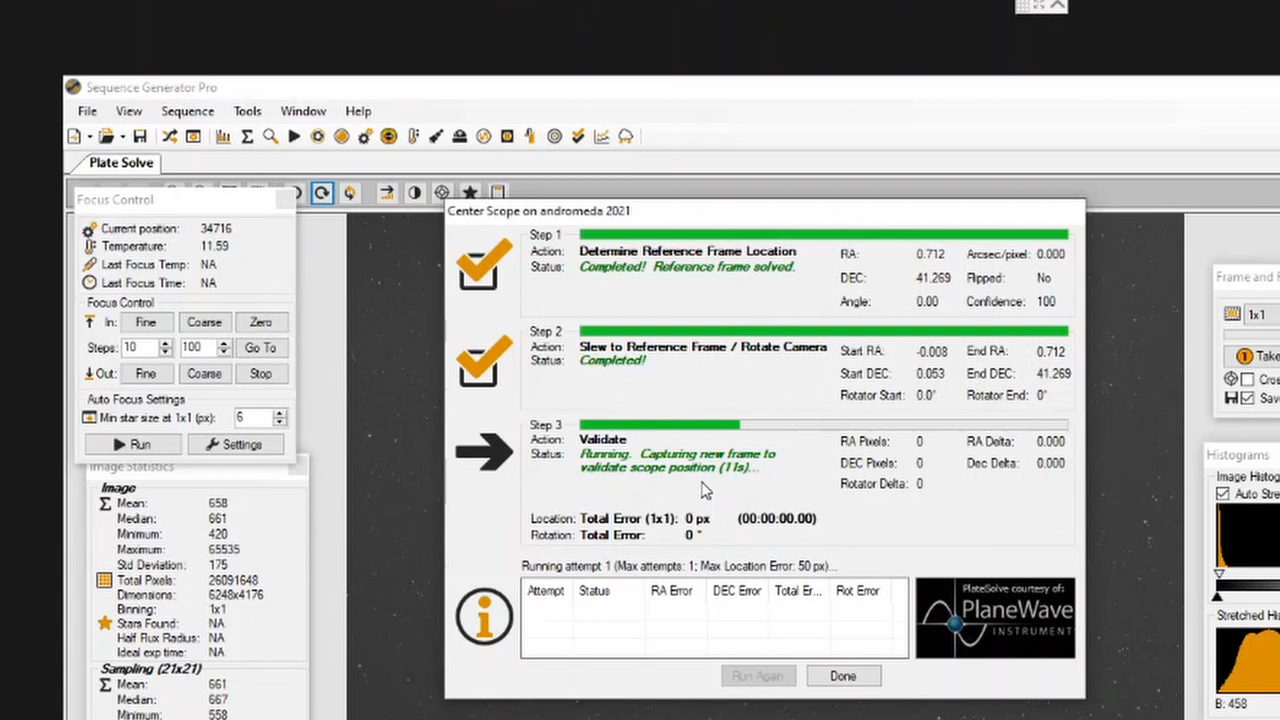 Sequence Generator Pro
File View Sequence Tools Window Help
Plate Solve
Focus Control
Current position: 34716
Temperature: 11.59
Last Focus Temp: NA
Last Focus Time: NA
Focus Control
In: Fine Coarse Zero
Steps: 10 100 Go To
Out: Fine Coarse Stop
Auto Focus Settings
Min star size at 1x1 (px): 6
Run Settings
Image Statistics
Image
Mean: 658
Median: 661
Minimum: 420
Maximum: 65535
Std Deviation: 175
Total Pixels: 26091648
Dimensions: 6248x4176
Binning: 1x1
Stars Found: NA
Half Flux Radius: NA
Ideal exp time: NA
Sampling (21x21)
Mean: 661
Median: 667
Minimum: 558
Center Scope on andromeda 2021
Step 1
Action: Determine Reference Frame Location
Status: Completed! Reference frame solved.
RA: 0.712 Arcsec/pixel: 0.000
DEC: 41.269 Flipped: No
Angle: 0.00 Confidence: 100
Step 2
Action: Slew to Reference Frame / Rotate Camera
Status: Completed!
Start RA: -0.008 End RA: 0.712
Start DEC: 0.053 End DEC: 41.269
Rotator Start: 0.0° Rotator End: 0°
Step 3
Action: Validate
Status: Running. Capturing new frame to
validate scope position (11s)...
RA Pixels: 0 RA Delta: 0.000
DEC Pixels: 0 Dec Delta: 0.000
Rotator Delta: 0
Location: Total Error (1x1): 0 px (00:00:00.00)
Rotation: Total Error: 0 °
Running attempt 1 (Max attempts: 1; Max Location Error: 50 px)...
Attempt Status RA Error DEC Error Total Er... Rot Error
PlateSolve courtesy of:
PlaneWave
INSTRUMENT
Run Again Done
Frame and F
1x1
Take
Cros
Save
Histograms
Image Histog
Auto Stre
Stretched His
B: 458